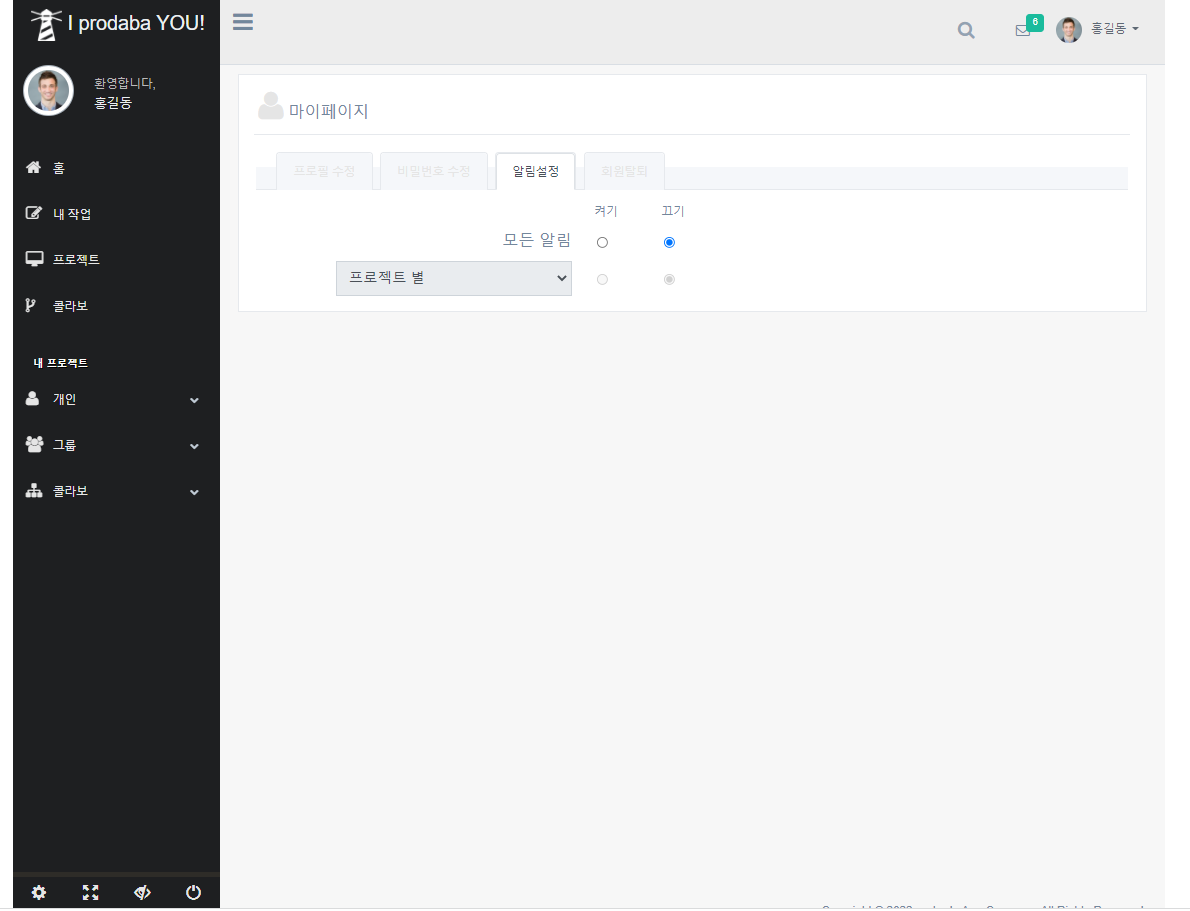 I prodaba YOU!
6
홍길동
환영합니다,
홍길동
홈
내 작업
프로젝트
콜라보
내 프로젝트
개인
그룹
콜라보
마이페이지
프로필 수정
비밀번호 수정
알림설정
회원탈퇴
켜기
끄기
모든 알림
프로젝트 별